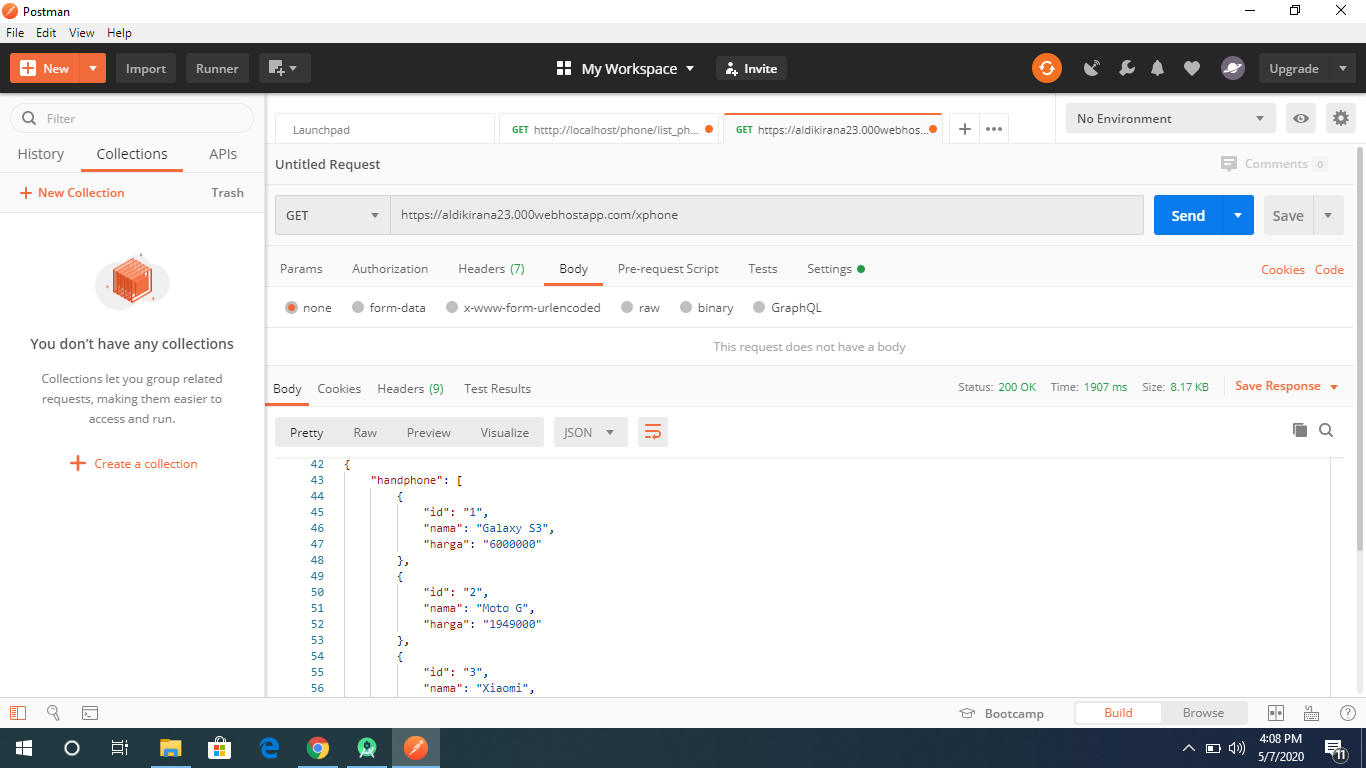 Postman
File Edit View Help
New Import Runner My Workspace Invite Upgrade
Filter
History Collections APIs
New Collection Trash
You don't have any collections
Collections let you group related
requests, making them easier to
access and run.
Create a collection
Launchpad GET htttp://localhost/phone/list_ph... GET https://aldikirana23.000webhos... No Environment
Untitled Request Comments 0
GET https://aldikirana23.000webhostapp.com/xphone Send Save
Params Authorization Headers (7) Body Pre-request Script Tests Settings Cookies Code
none form-data x-www-form-urlencoded raw binary GraphQL
This request does not have a body
Body Cookies Headers (9) Test Results Status: 200 OK Time: 1907 ms Size: 8.17 KB Save Response
Pretty Raw Preview Visualize JSON
42 {
43 "handphone": [
44 {
45 "id": "1",
46 "nama": "Galaxy S3",
47 "harga": "6000000"
48 },
49 {
50 "id": "2",
51 "nama": "Moto G",
52 "harga": "1949000"
53 },
54 {
55 "id": "3",
56 "nama": "Xiaomi",
Bootcamp Build Browse
4:08 PM
5/7/2020
11